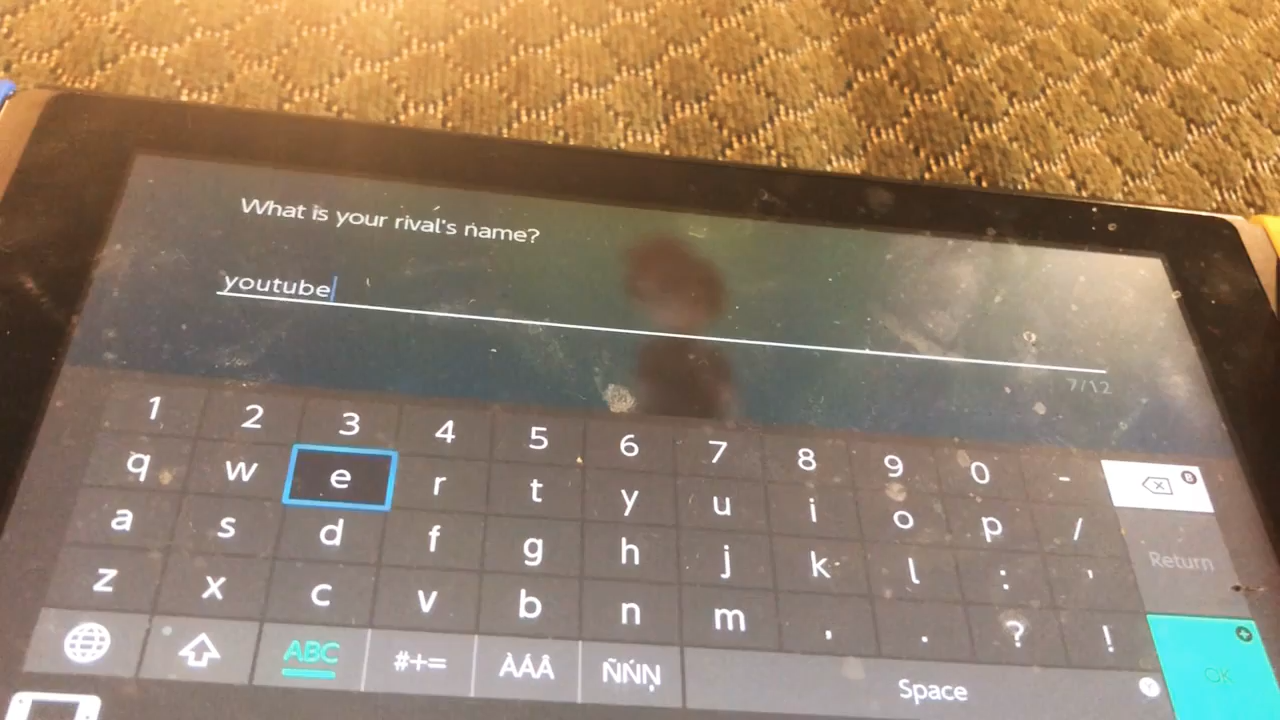 What is your rival's name?
youtube
7/12
1 2 3 4 5 6 7 8 9 0 -
q w e r t y u i o p /
a s d f g h j k l : '
z x c v b n m , . ? !
Return
ABC #+= ÀÁÂ ÑŃŅ Space OK